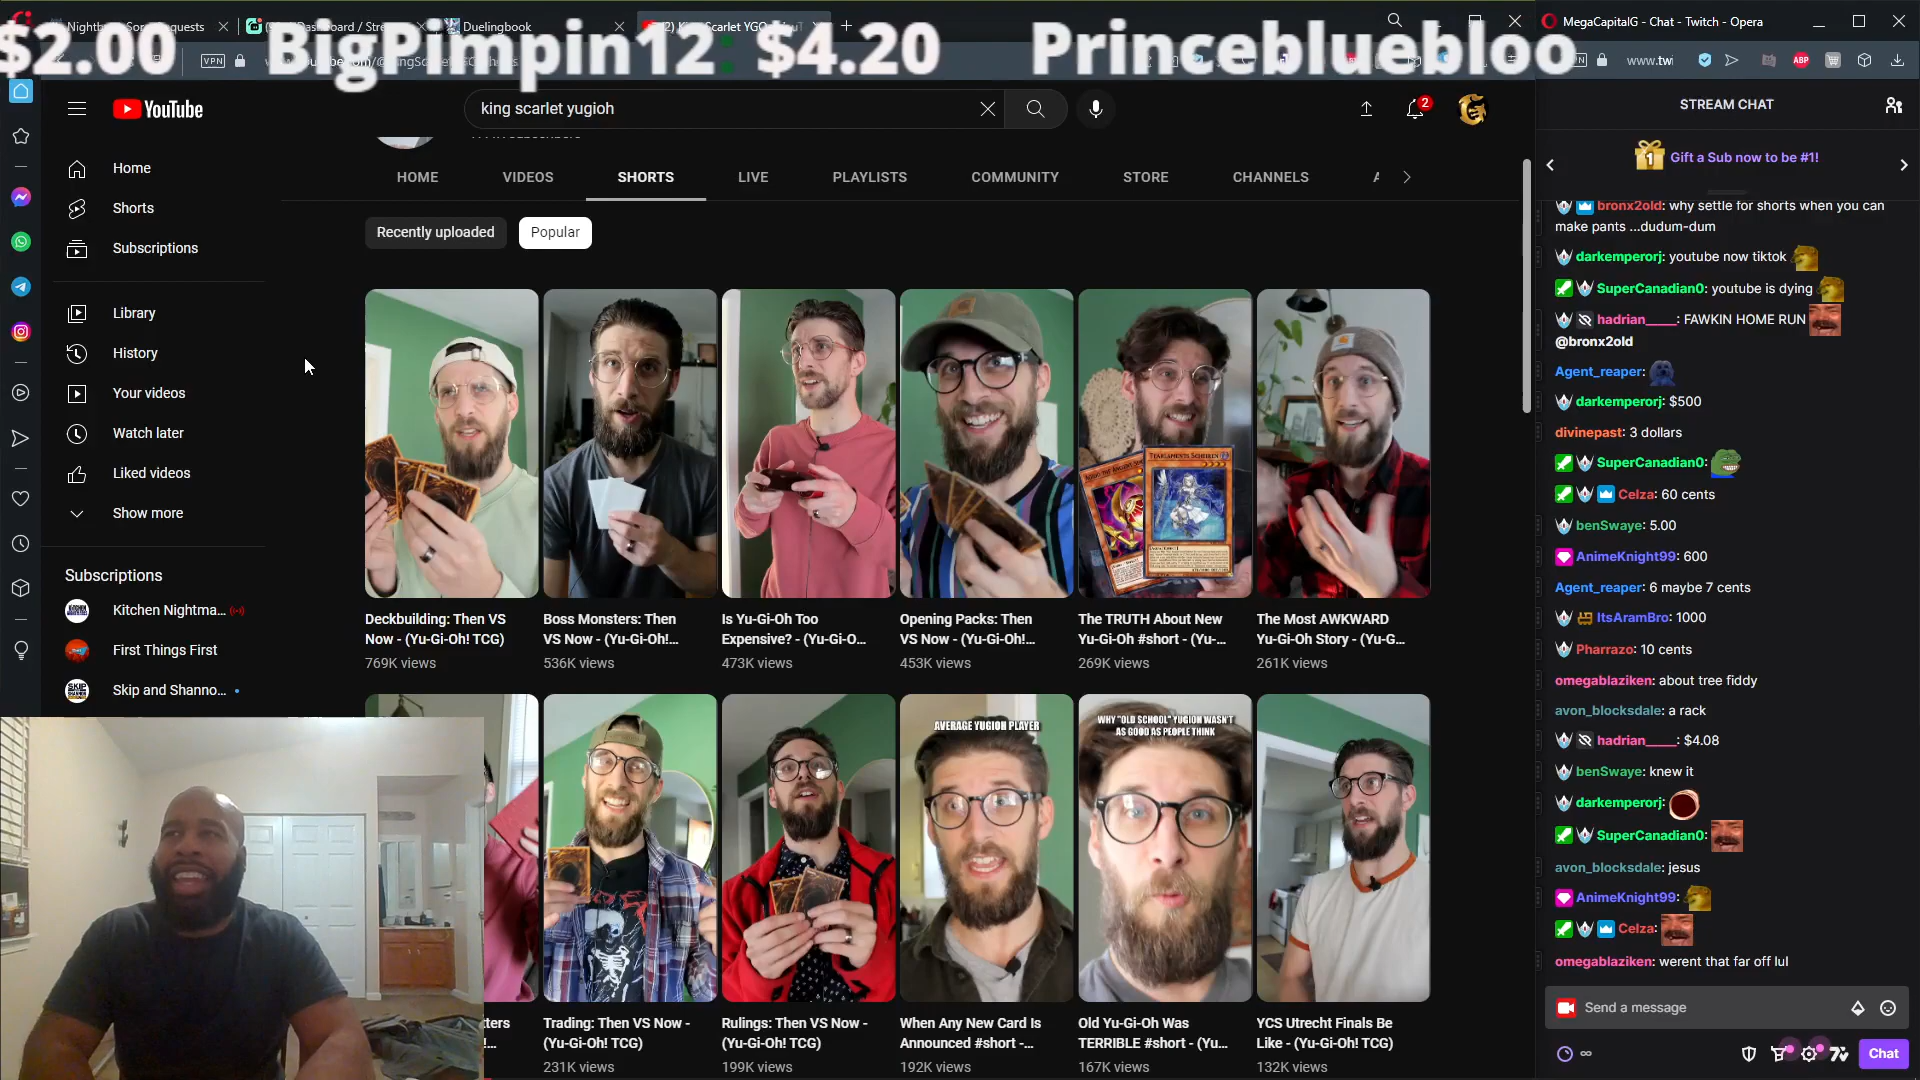 $2.00 BigPimpin12: $4.20 Princebluebloo
Duelingbook
MegaCapitalG - Chat - Twitch - Opera
VPN
www.twi
ABP
YouTube
king scarlet yugioh
2
HOME VIDEOS SHORTS LIVE PLAYLISTS COMMUNITY STORE CHANNELS
Recently uploaded Popular
Home
Shorts
Subscriptions
Library
History
Your videos
Watch later
Liked videos
Show more
Subscriptions
Kitchen Nightma...
First Things First
Skip and Shanno...
TEARLAMENTS SCHEIREN
Deckbuilding: Then VS
Now - (Yu-Gi-Oh! TCG)
769K views
Boss Monsters: Then
VS Now - (Yu-Gi-Oh!...
536K views
Is Yu-Gi-Oh Too
Expensive? - (Yu-Gi-O...
473K views
Opening Packs: Then
VS Now - (Yu-Gi-Oh!...
453K views
The TRUTH About New
Yu-Gi-Oh #short - (Yu-...
269K views
The Most AWKWARD
Yu-Gi-Oh Story - (Yu-G...
261K views
AVERAGE YUGIOH PLAYER
WHY "OLD SCHOOL" YUGIOH WASN'T
AS GOOD AS PEOPLE THINK
Trading: Then VS Now -
(Yu-Gi-Oh! TCG)
231K views
Rulings: Then VS Now -
(Yu-Gi-Oh! TCG)
199K views
When Any New Card Is
Announced #short -...
192K views
Old Yu-Gi-Oh Was
TERRIBLE #short - (Yu...
167K views
YCS Utrecht Finals Be
Like - (Yu-Gi-Oh! TCG)
132K views
STREAM CHAT
1 Gift a Sub now to be #1!
bronx2old: why settle for shorts when you can
make pants ...dudum-dum
darkemperorj: youtube now tiktok
SuperCanadian0: youtube is dying
hadrian____: FAWKIN HOME RUN
@bronx2old
Agent_reaper:
darkemperorj: $500
divinepast: 3 dollars
SuperCanadian0:
Celza: 60 cents
benSwaye: 5.00
AnimeKnight99: 600
Agent_reaper: 6 maybe 7 cents
ItsAramBro: 1000
Pharrazo: 10 cents
omegablaziken: about tree fiddy
avon_blocksdale: a rack
hadrian____: $4.08
benSwaye: knew it
darkemperorj:
SuperCanadian0:
avon_blocksdale: jesus
AnimeKnight99:
Celza:
omegablaziken: werent that far off lul
Send a message
Chat